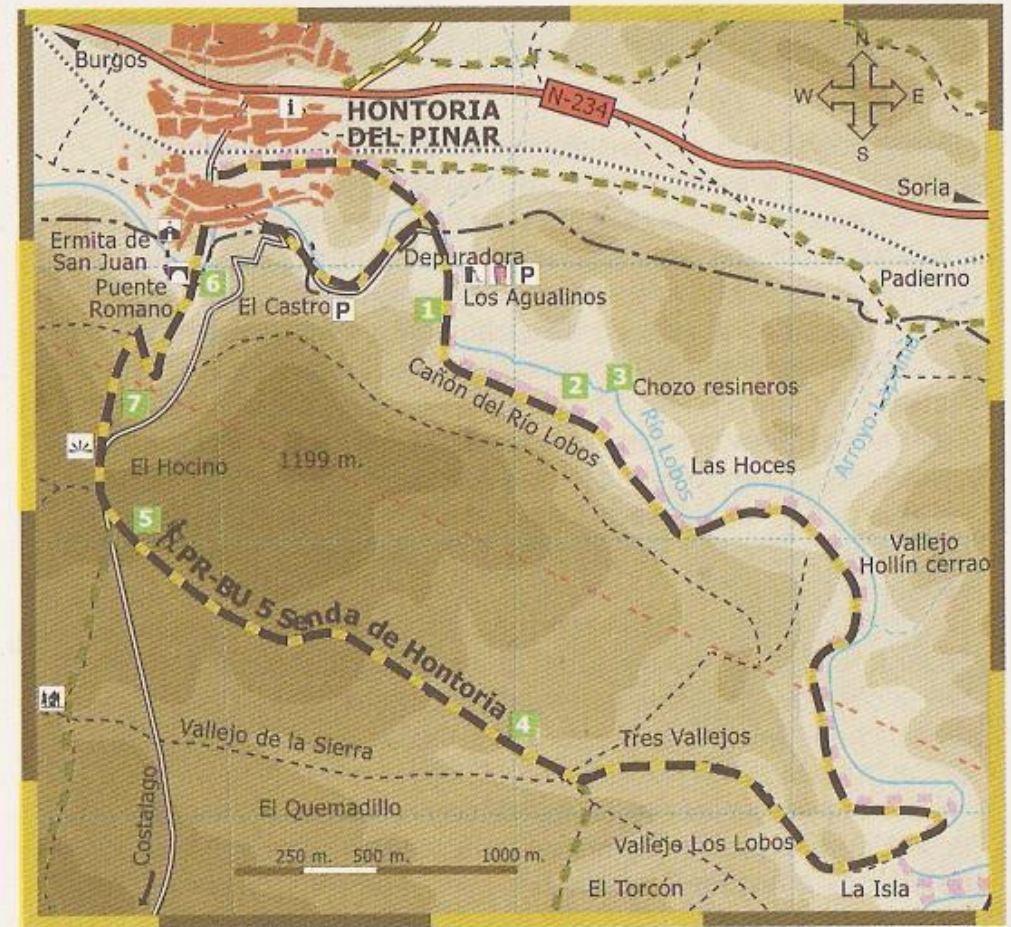 Burgos
i
HONTORIA
DEL PINAR
N-234
N
W E
S
Soria
Ermita de
San Juan
Puente
Romano
6
El Castro
P
Depuradora
P
Los Agualinos
1
Padierno
Cañón del Río Lobos
2
3
Chozo resineros
Río Lobos
Arroyo
7
El Hocino
1199 m.
Las Hoces
5
Vallejo
Hollín cerrao
PR-BU 5 Senda de Hontoria
4
Vallejo de la Sierra
Tres Vallejos
El Quemadillo
Costalago
250 m. 500 m. 1000 m.
Vallejo Los Lobos
El Torcón
La Isla